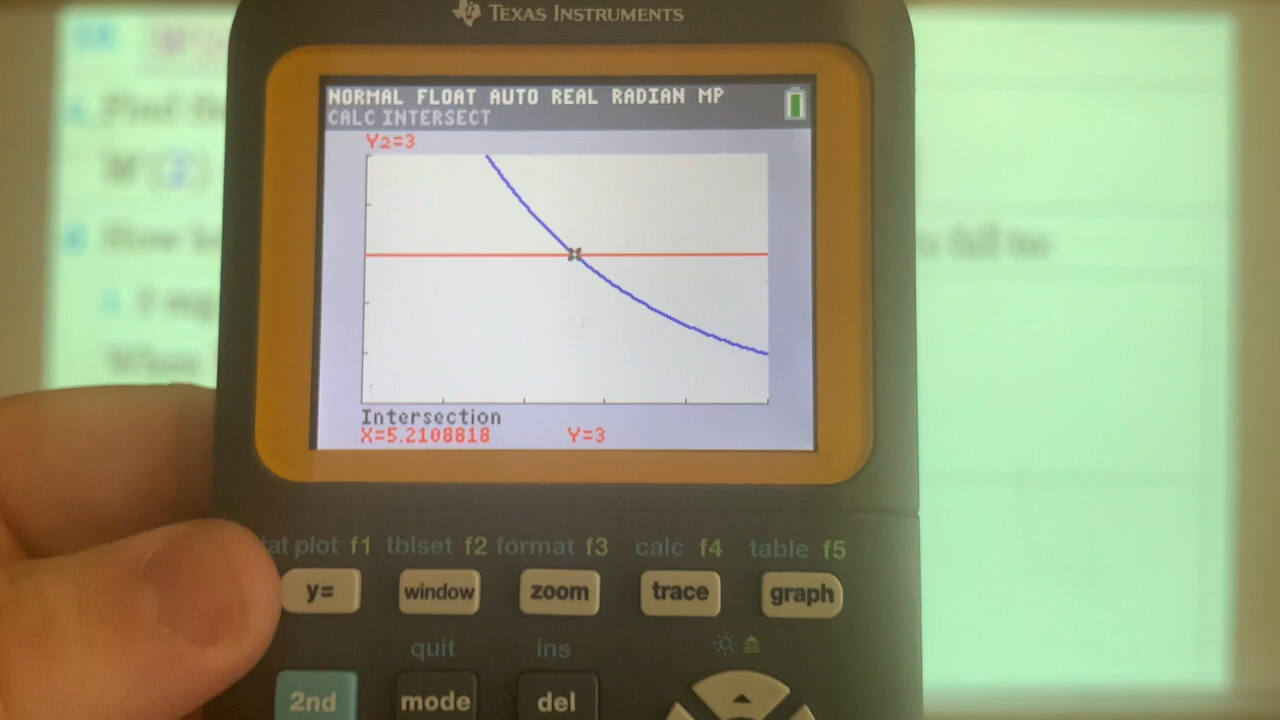 TEXAS INSTRUMENTS
NORMAL FLOAT AUTO REAL RADIAN MP
CALC INTERSECT
Y2=3
Intersection
X=5.2108818 Y=3
plot f1 tblset f2 format f3 calc f4 table f5
y= window zoom trace graph
quit ins
2nd mode del